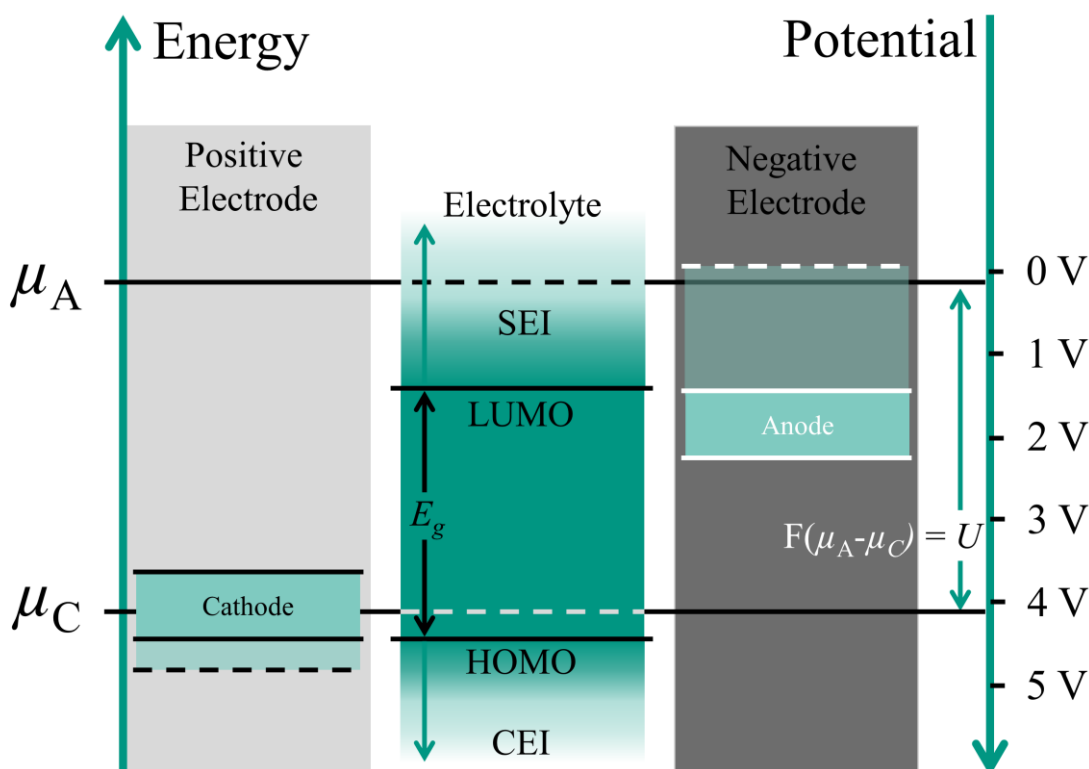 Energy
Potential
Positive
Electrode
Electrolyte
Negative
Electrode
μA
0 V
SEI
1 V
LUMO
Anode
2 V
Eg
3 V
F(μA-μC) = U
μC
Cathode
4 V
HOMO
5 V
CEI